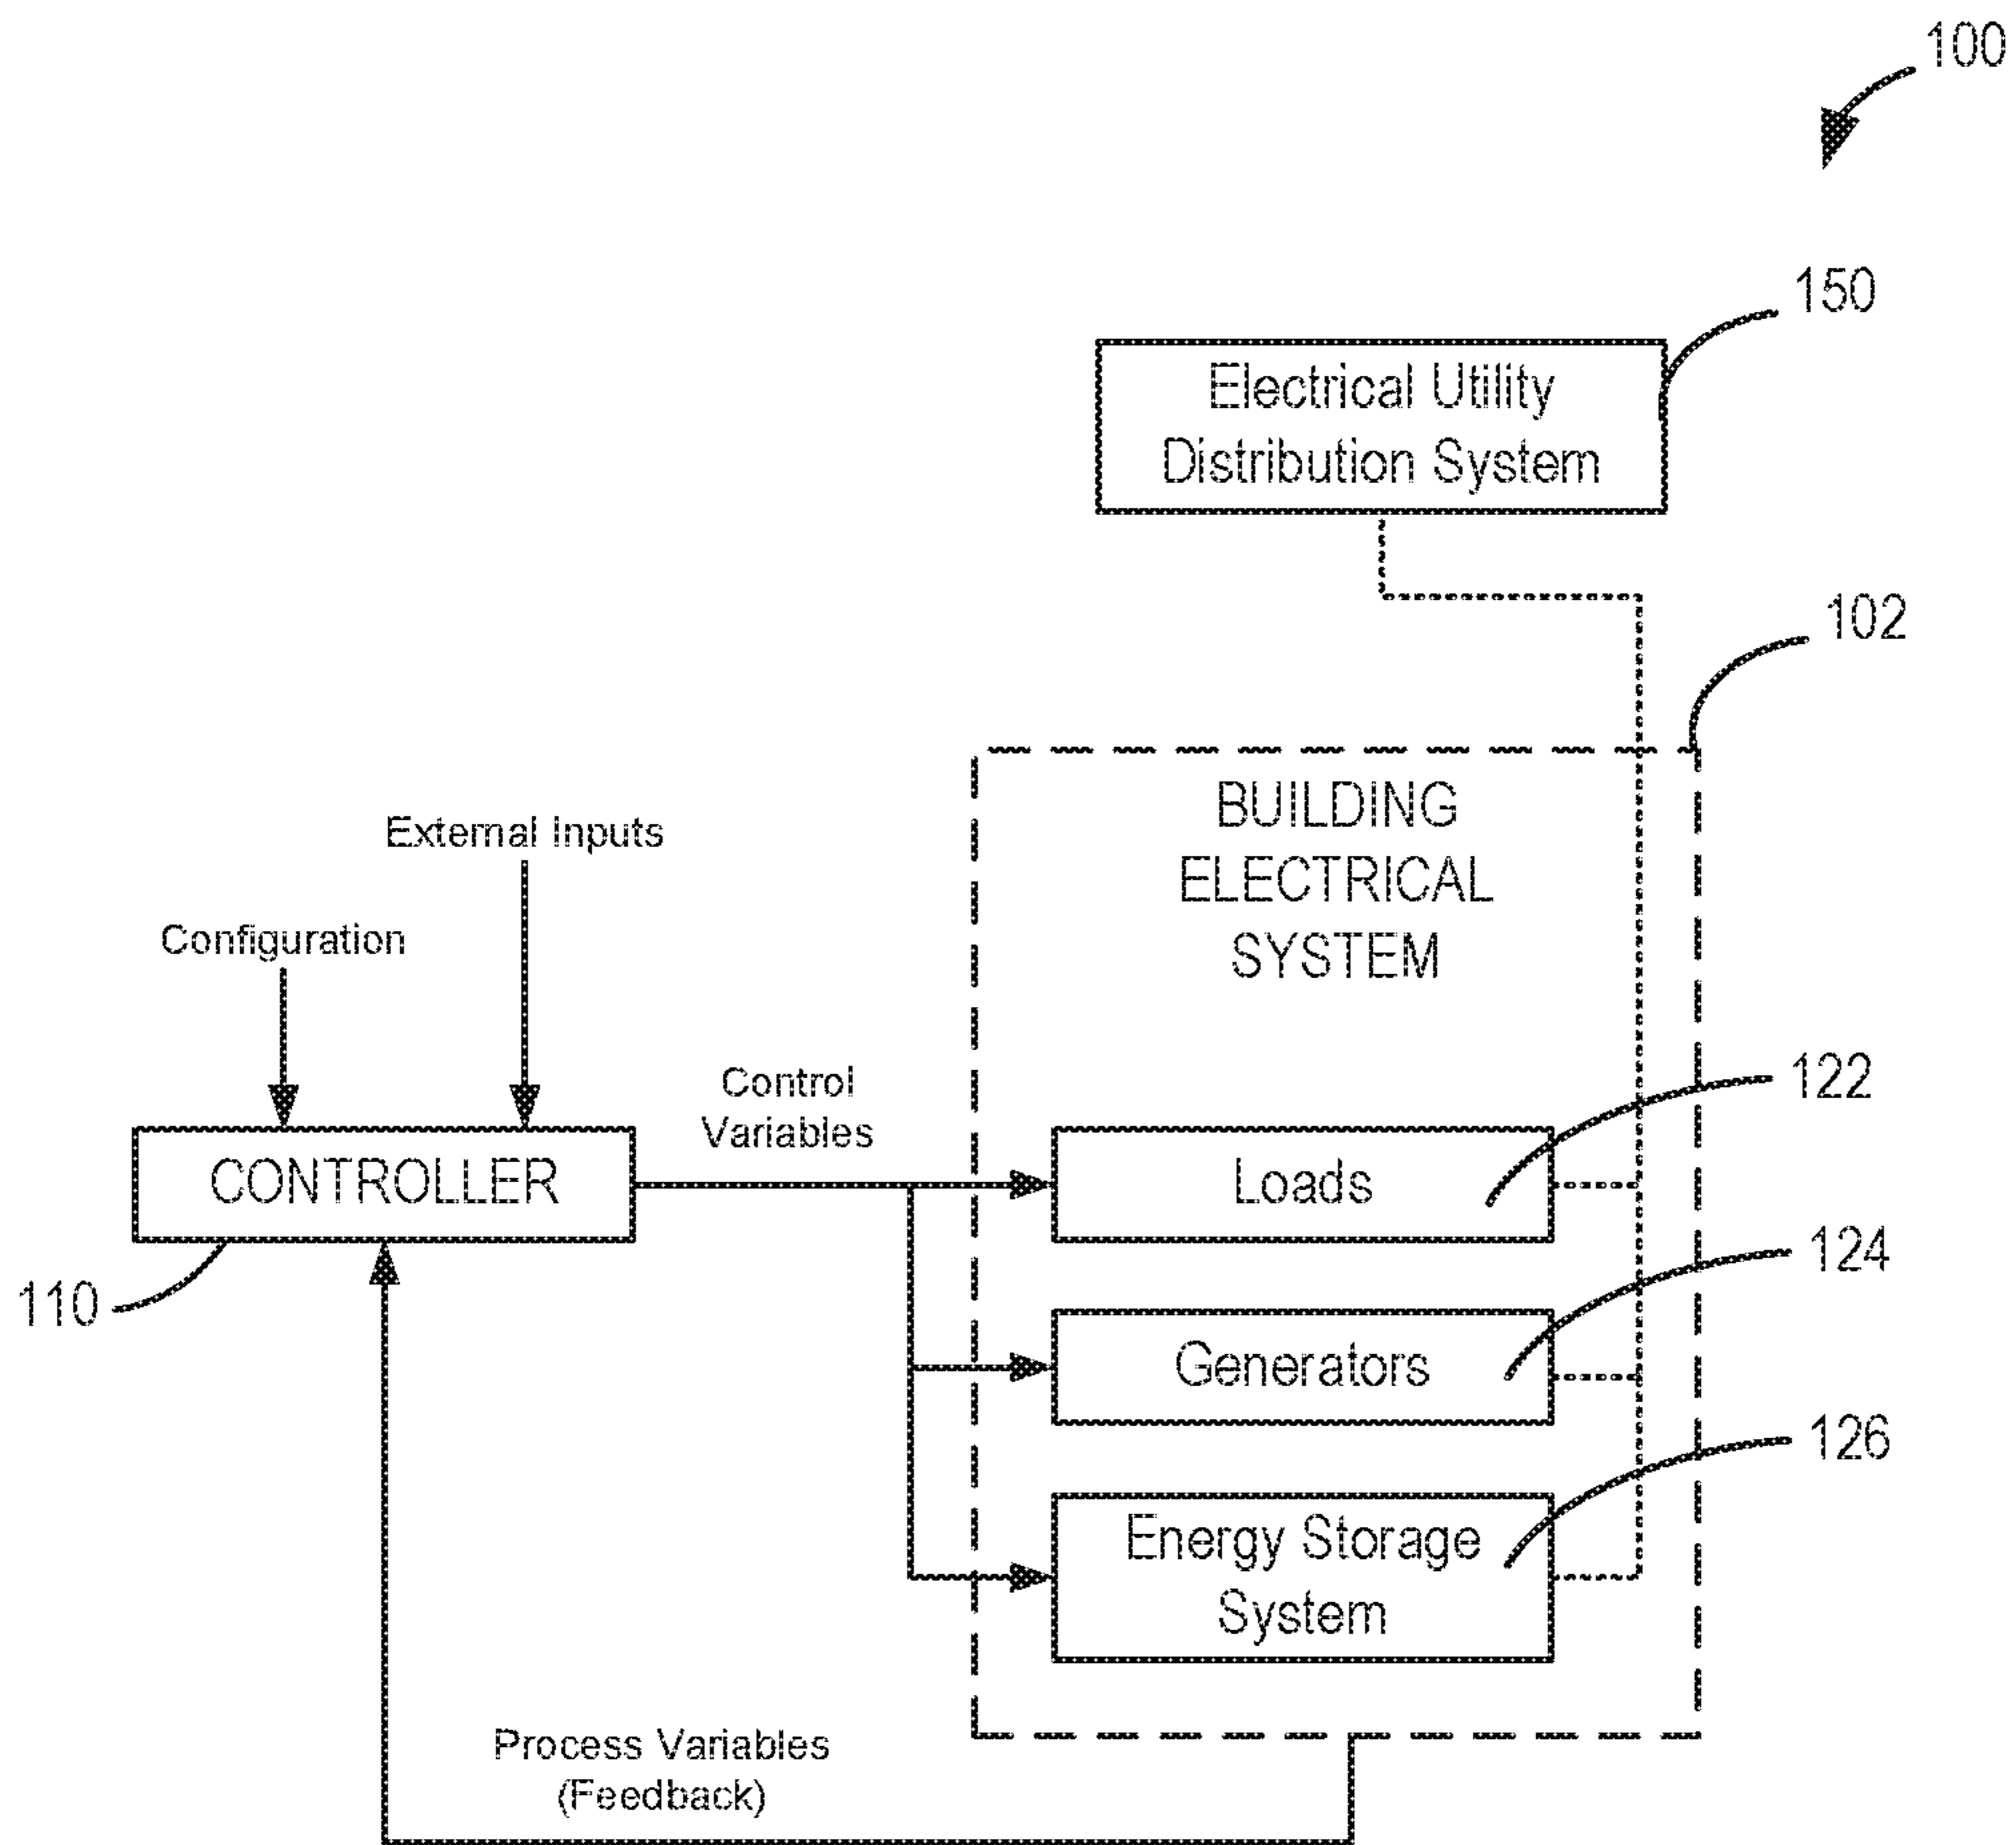 100
150
Electrical Utility
Distribution System
102
BUILDING
ELECTRICAL
SYSTEM
External Inputs
Configuration
Control
Variables
122
CONTROLLER
Loads
110
124
Generators
126
Energy Storage
System
Process Variables
(Feedback)